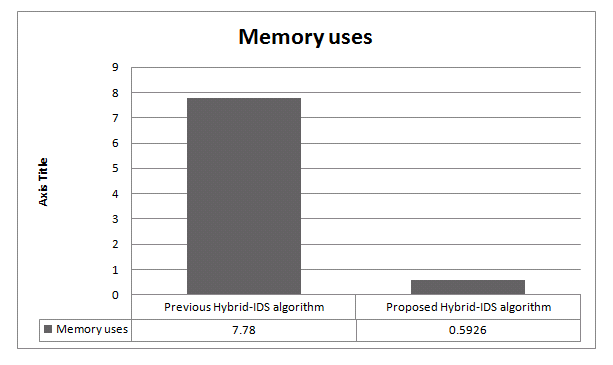 Memory uses
9
8
7
6
5
4
3
2
1
0
Axis Title
Previous Hybrid-IDS algorithm Proposed Hybrid-IDS algorithm
Memory uses 7.78 0.5926